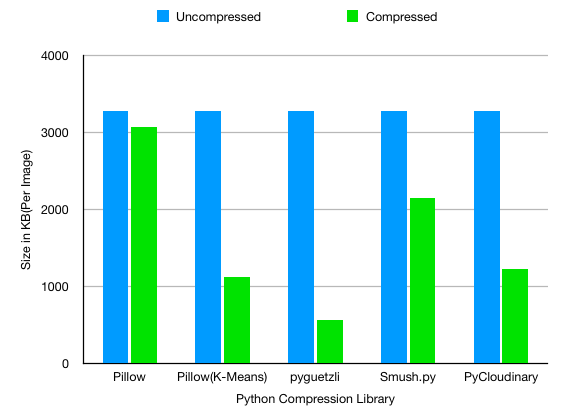 Uncompressed Compressed
4000
3000
2000
1000
0
Size in KB(Per Image)
Pillow Pillow(K-Means) pyguetzli Smush.py PyCloudinary
Python Compression Library